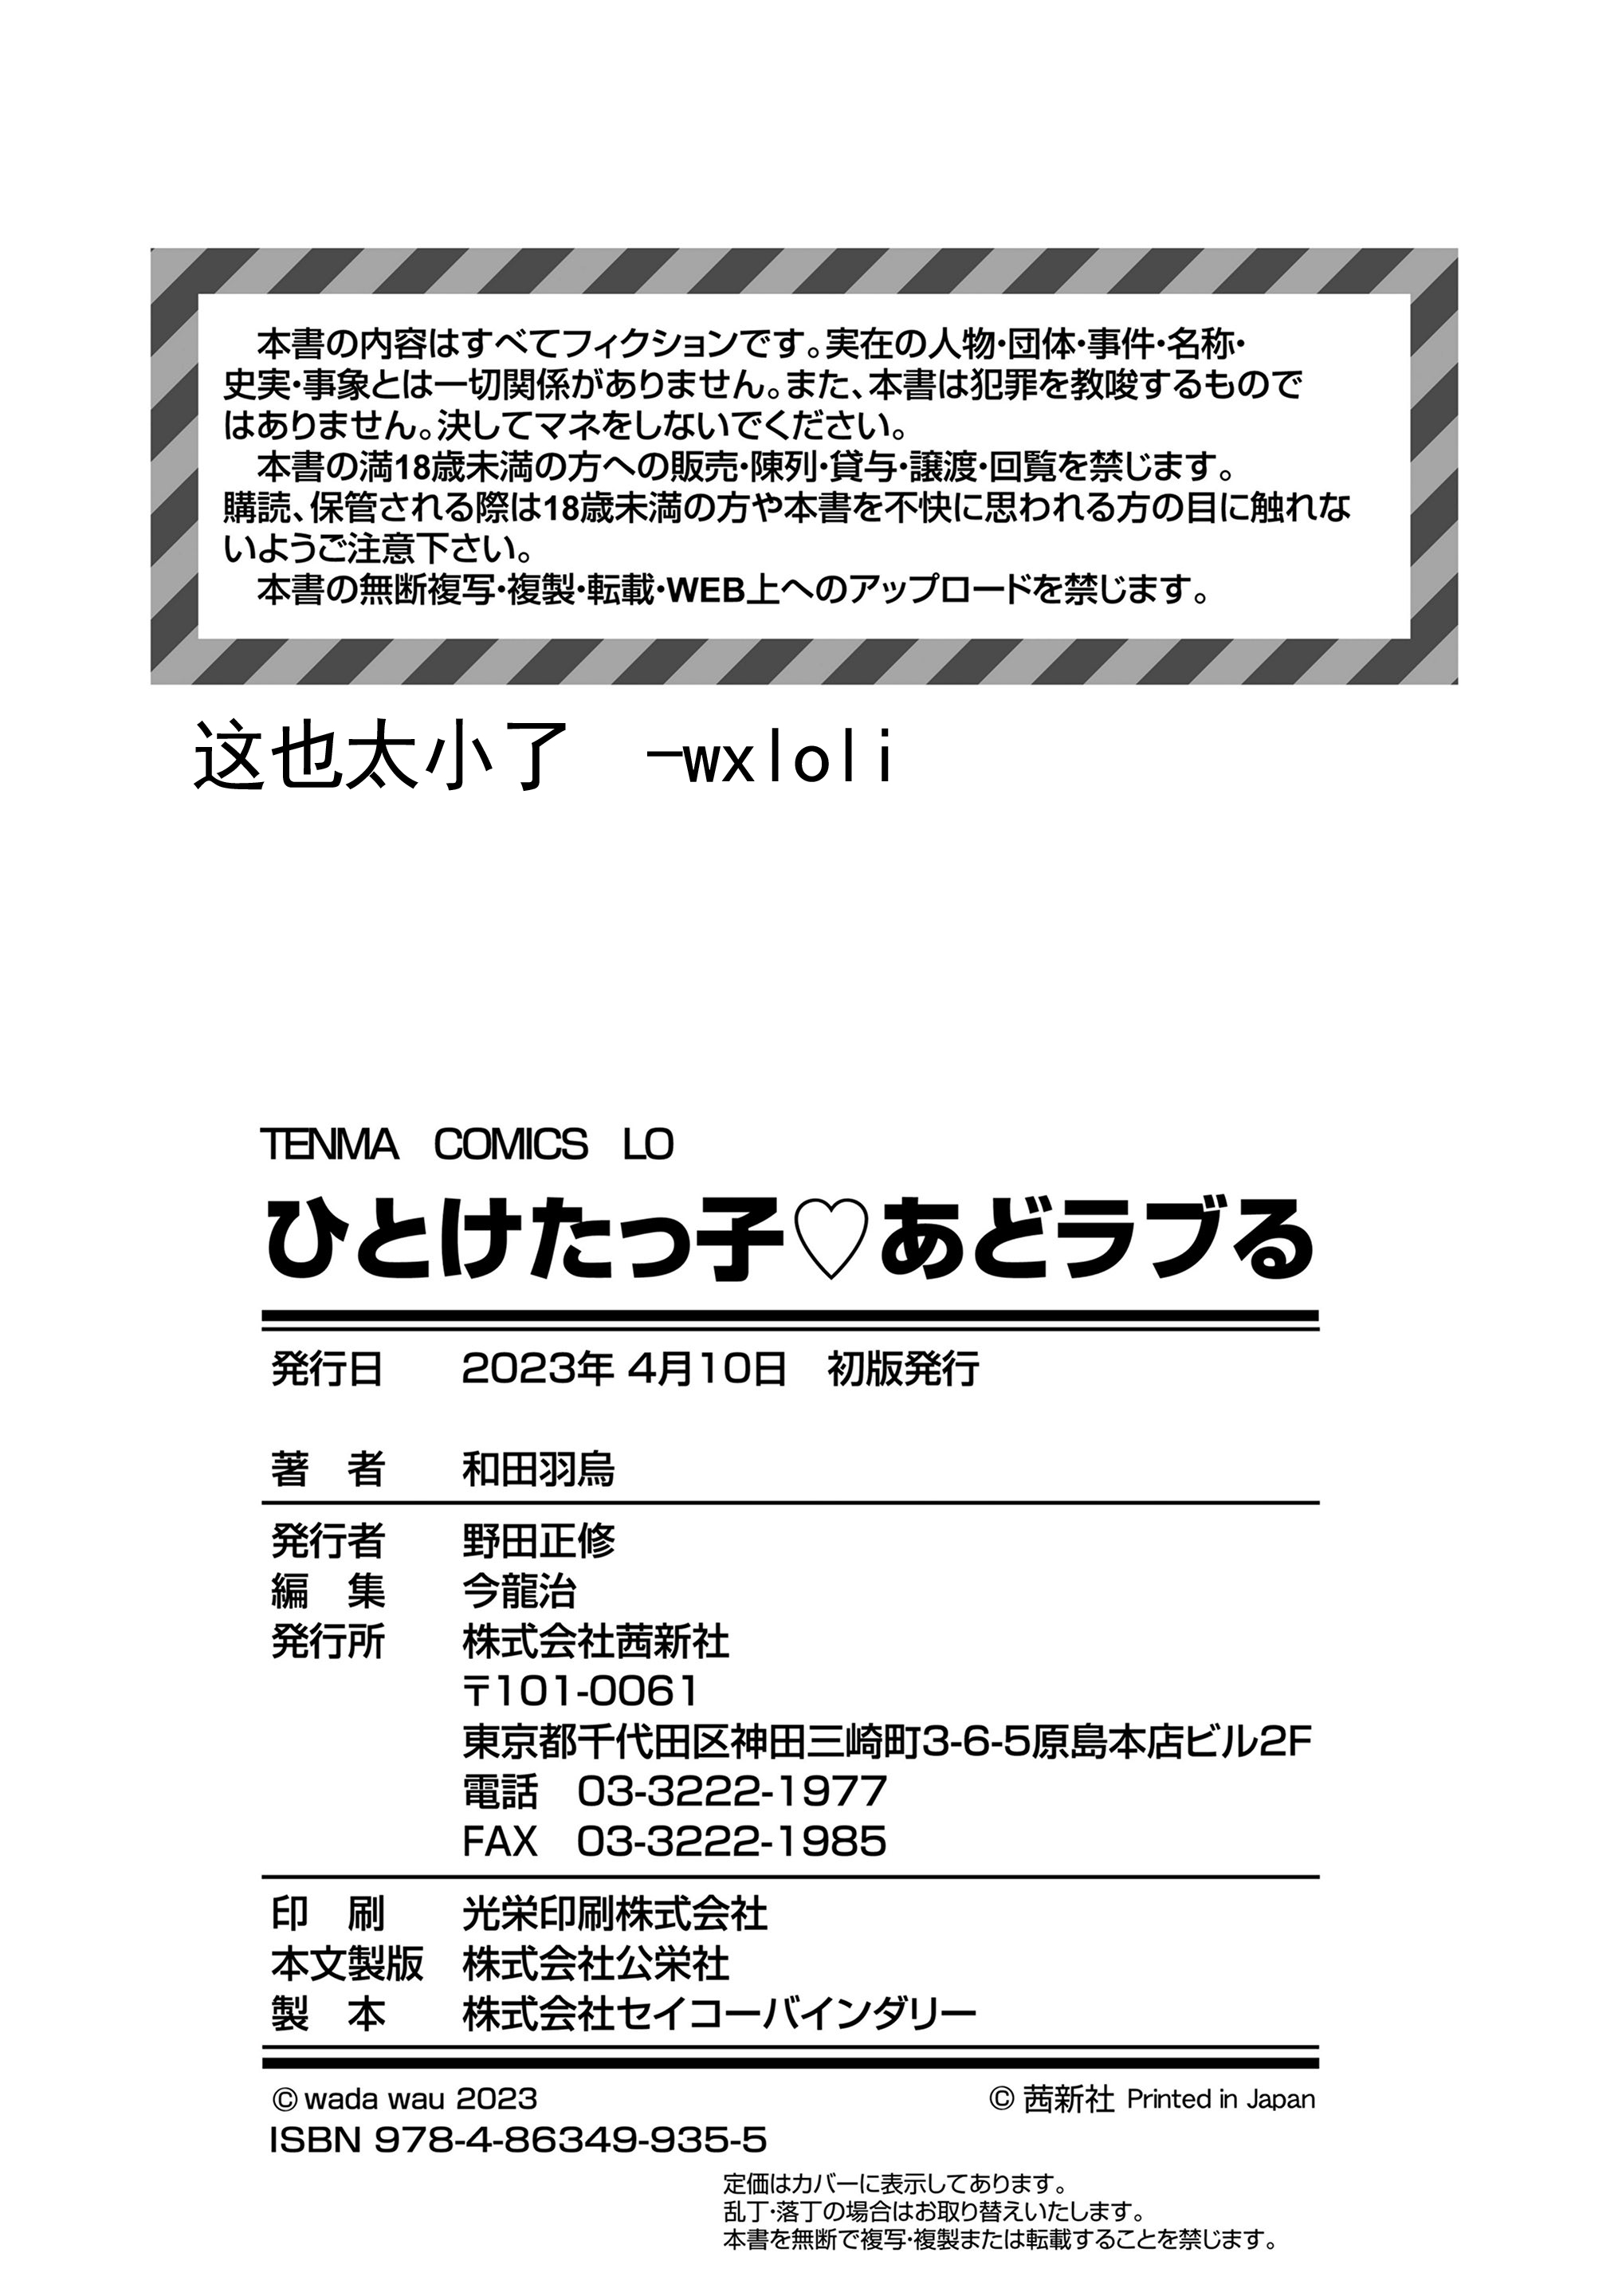 本書の内容はすべてフィクションです。実在の人物・団体・事件・名称・
史実・事象とは一切関係がありません。また、本書は犯罪を教唆するもので
はありません。決してマネをしないでください。
本書の満18歳未満の方への販売・陳列・貸与・譲渡・回覧を禁じます。
購読、保管される際は18歳未満の方や本書を不快に思われる方の目に触れな
いようご注意下さい。
本書の無断複写・複製・転載・WEB上へのアップロードを禁じます。
这也太小了 -wxloli
TENMA COMICS LO
ひとけたっ子♡あどラブる
発行日 2023年 4月10日 初版発行
著 者 和田羽烏
発行者 野田正修
編 集 今龍治
発行所 株式会社茜新社
〒101-0061
東京都千代田区神田三崎町3-6-5原島本店ビル2F
電話 03-3222-1977
FAX 03-3222-1985
印 刷 光栄印刷株式会社
本文製版 株式会社公栄社
製 本 株式会社セイコーバインダリー
© wada wau 2023 © 茜新社 Printed in Japan
ISBN 978-4-86349-935-5
定価はカバーに表示してあります。
乱丁・落丁の場合はお取り替えいたします。
本書を無断で複写・複製または転載することを禁じます。